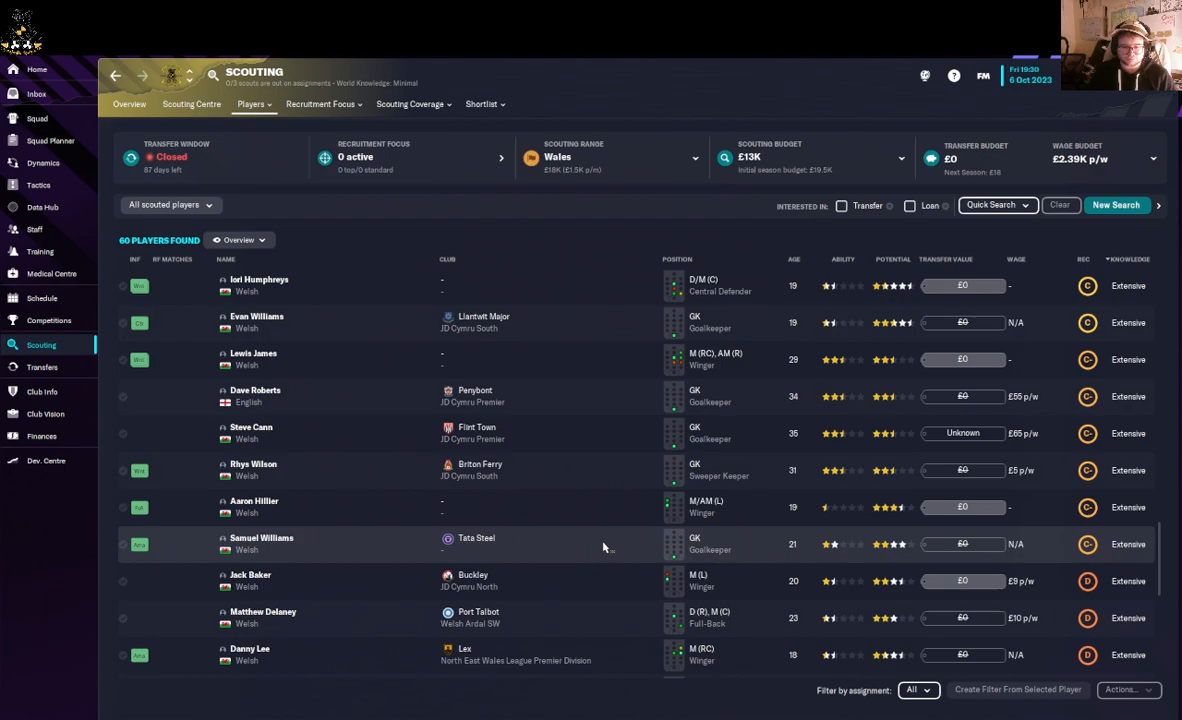 Home
Inbox
Squad
Squad Planner
Dynamics
Tactics
Data Hub
Staff
Training
Medical Centre
Schedule
Competitions
Scouting
Transfers
Club Info
Club Vision
Finances
Dev. Centre
SCOUTING
0/3 scouts are out on assignments - World Knowledge: Minimal
FM
Fri 19:30
6 Oct 2023
Overview Scouting Centre Players Recruitment Focus Scouting Coverage Shortlist
TRANSFER WINDOW
Closed
87 days left
RECRUITMENT FOCUS
0 active
0 top/0 standard
SCOUTING RANGE
Wales
£18K (£1.5K p/m)
SCOUTING BUDGET
£13K
Initial season budget: £19.5K
TRANSFER BUDGET
£0
Next Season: £18
WAGE BUDGET
£2.39K p/w
All scouted players
INTERESTED IN: Transfer Loan Quick Search Clear New Search
60 PLAYERS FOUND Overview
INF RF MATCHES NAME CLUB POSITION AGE ABILITY POTENTIAL TRANSFER VALUE WAGE REC KNOWLEDGE
Iori Humphreys - D/M (C)
Wnt 19 £0 - C Extensive
Welsh - Central Defender
Evan Williams Llantwit Major GK
Ctr 19 £0 N/A C Extensive
Welsh JD Cymru South Goalkeeper
Lewis James - M (RC), AM (R)
Wnt 29 £0 - C- Extensive
Welsh - Winger
Dave Roberts Penybont GK
34 £0 £55 p/w C- Extensive
English JD Cymru Premier Goalkeeper
Steve Cann Flint Town GK
35 Unknown £65 p/w C- Extensive
Welsh JD Cymru Premier Goalkeeper
Rhys Wilson Briton Ferry GK
Wnt 31 £0 £5 p/w C- Extensive
Welsh JD Cymru South Sweeper Keeper
Aaron Hillier - M/AM (L)
19 £0 - C- Extensive
Welsh - Winger
Samuel Williams Tata Steel GK
Ama 21 £0 N/A C- Extensive
Welsh - Goalkeeper
Jack Baker Buckley M (L)
20 £0 £9 p/w D Extensive
Welsh JD Cymru North Winger
Matthew Delaney Port Talbot D (R), M (C)
23 £0 £10 p/w D Extensive
Welsh Welsh Ardal SW Full-Back
Danny Lee Lex M (RC)
Ama 18 £0 N/A D Extensive
Welsh North East Wales League Premier Division Winger
Filter by assignment: All Create Filter From Selected Player Actions...